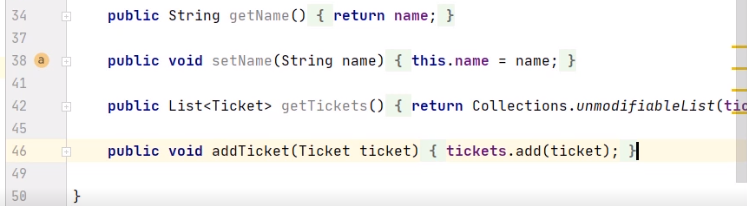 34 public String getName() { return name; }
37
38 a public void setName(String name) { this.name = name; }
41
42 public List<Ticket> getTickets() { return Collections.unmodifiableList(tic
45
46 public void addTicket(Ticket ticket) { tickets.add(ticket); }
49
50 }